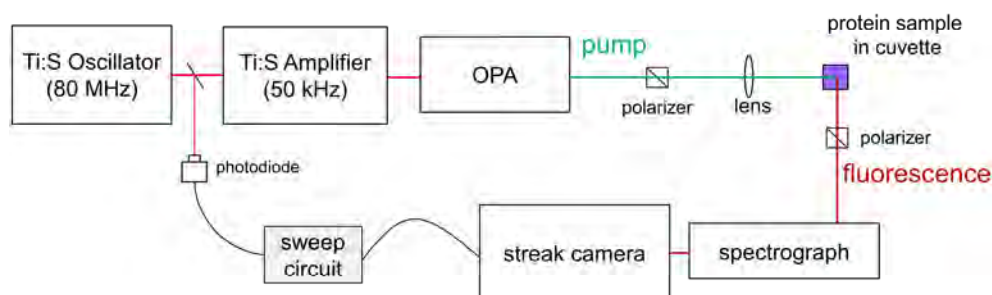 Ti:S Oscillator
(80 MHz)
Ti:S Amplifier
(50 kHz)
OPA
pump
polarizer
lens
protein sample
in cuvette
polarizer
fluorescence
photodiode
sweep
circuit
streak camera
spectrograph